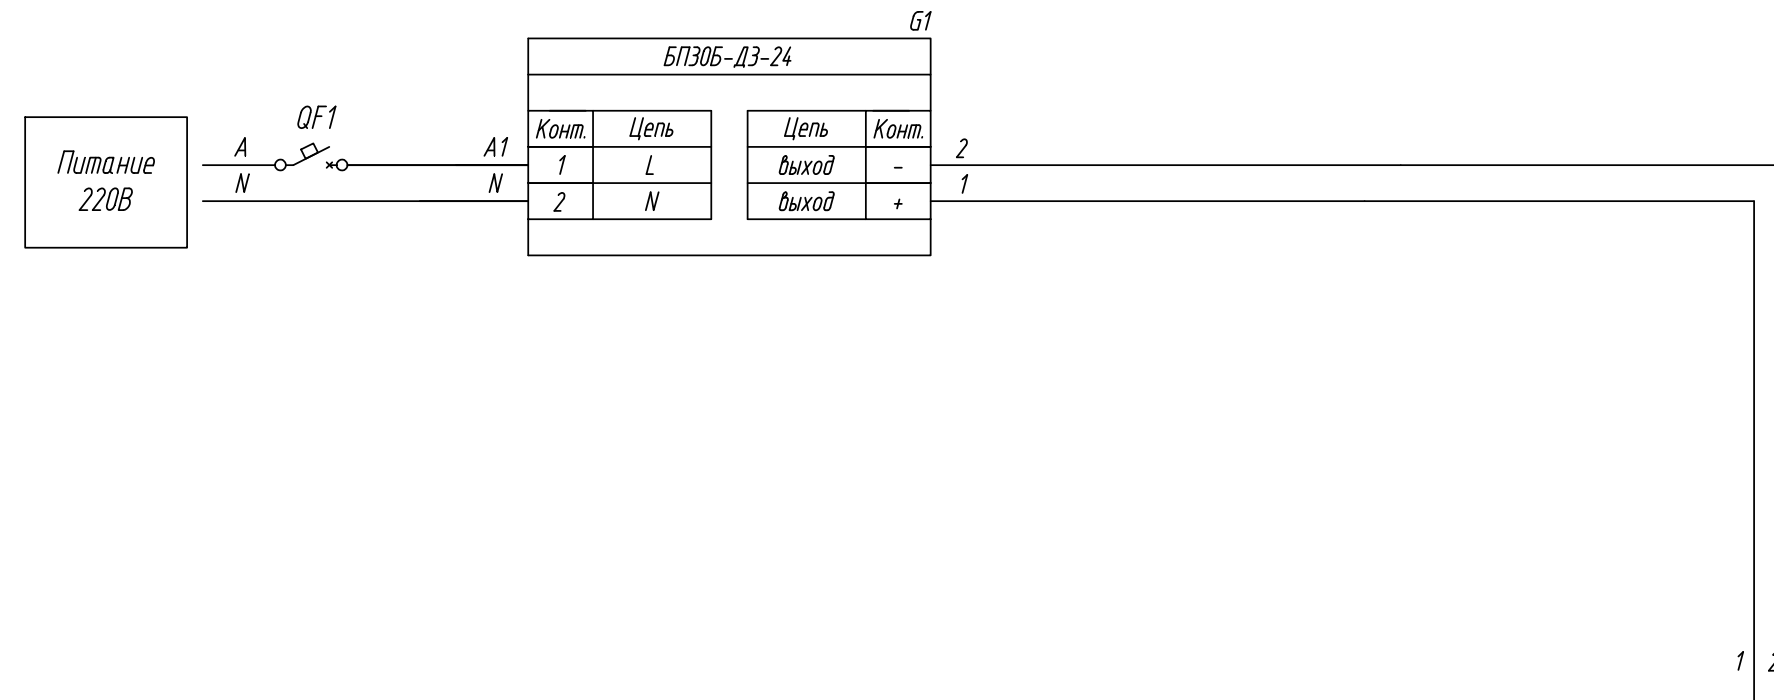 G1
БП30Б-Д3-24
QF1
Питание
220В
A
N
A1
N
Конт. Цепь
1 L
2 N
Цепь Конт.
выход -
выход +
2
1
1 2